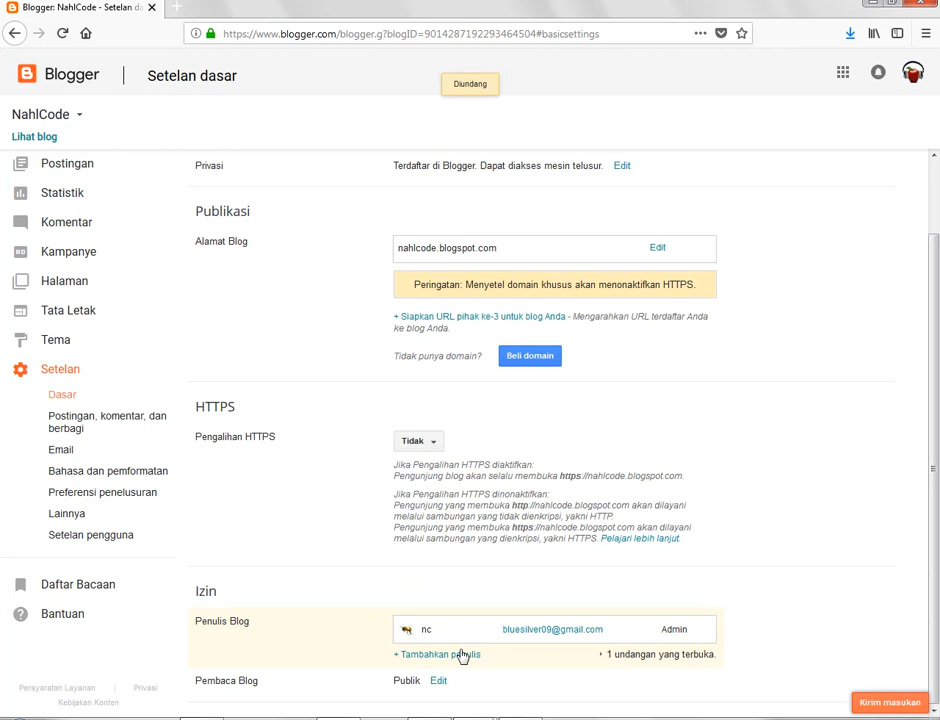 Blogger: NahlCode - Setelan da
https://www.blogger.com/blogger.g?blogID=9014287192293464504#basicsettings
Blogger
Setelan dasar
Diundang
NahlCode
Lihat blog
Postingan
Statistik
Komentar
Kampanye
Halaman
Tata Letak
Tema
Setelan
Dasar
Postingan, komentar, dan
berbagi
Email
Bahasa dan pemformatan
Preferensi penelusuran
Lainnya
Setelan pengguna
Daftar Bacaan
Bantuan
Persyaratan Layanan
Privasi
Kebijakan Konten
Privasi
Terdaftar di Blogger. Dapat diakses mesin telusur. Edit
Publikasi
Alamat Blog
nahlcode.blogspot.com Edit
Peringatan: Menyetel domain khusus akan menonaktifkan HTTPS.
+ Siapkan URL pihak ke-3 untuk blog Anda - Mengarahkan URL terdaftar Anda
ke blog Anda.
Tidak punya domain? Beli domain
HTTPS
Pengalihan HTTPS
Tidak
Jika Pengalihan HTTPS diaktifkan:
Pengunjung blog akan selalu membuka https://nahlcode.blogspot.com.
Jika Pengalihan HTTPS dinonaktifkan:
Pengunjung yang membuka http://nahlcode.blogspot.com akan dilayani
melalui sambungan yang tidak dienkripsi, yakni HTTP.
Pengunjung yang membuka https://nahlcode.blogspot.com akan dilayani
melalui sambungan yang dienkripsi, yakni HTTPS. Pelajari lebih lanjut.
Izin
Penulis Blog
nc bluesilver09@gmail.com Admin
+ Tambahkan penulis
1 undangan yang terbuka.
Pembaca Blog
Publik Edit
Kirim masukan